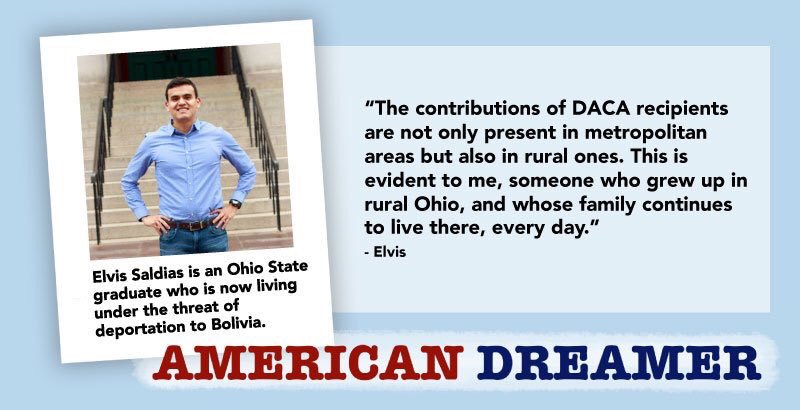 “The contributions of DACA recipients
are not only present in metropolitan
areas but also in rural ones. This is
evident to me, someone who grew up in
rural Ohio, and whose family continues
to live there, every day.”
- Elvis
Elvis Saldias is an Ohio State
graduate who is now living
under the threat of
deportation to Bolivia.
AMERICAN DREAMER